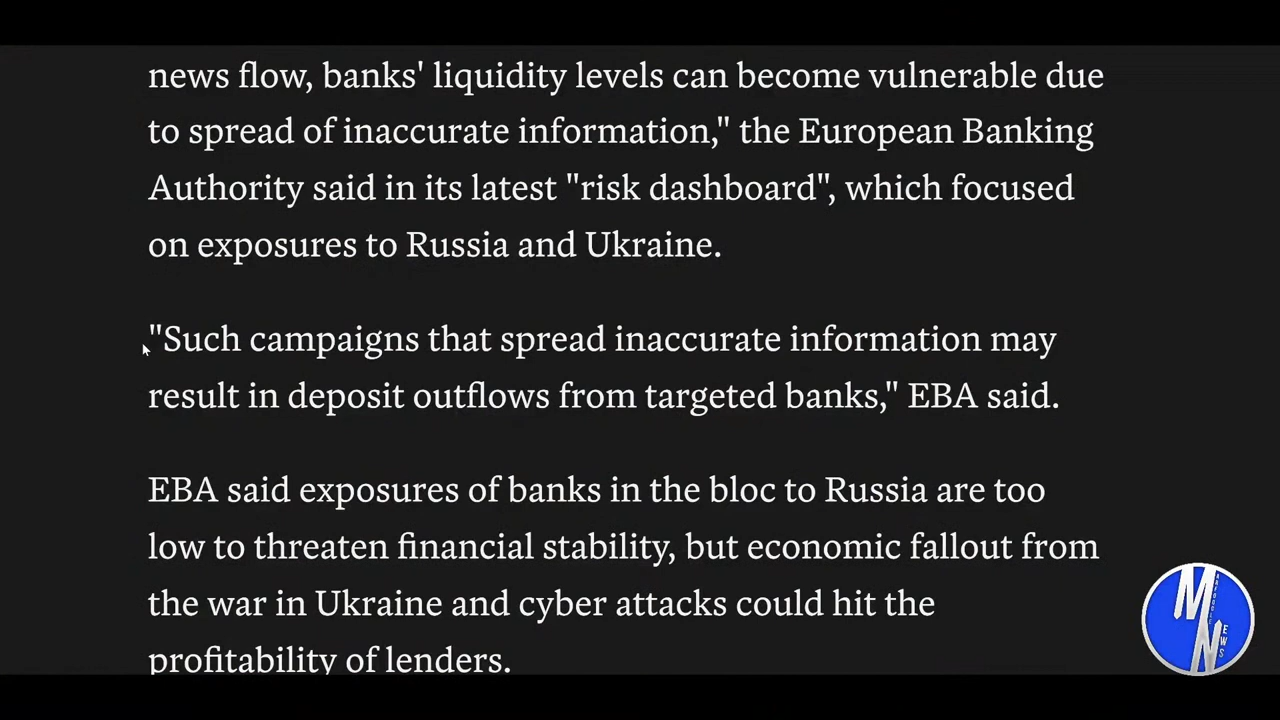 news flow, banks' liquidity levels can become vulnerable due
to spread of inaccurate information," the European Banking
Authority said in its latest "risk dashboard", which focused
on exposures to Russia and Ukraine.
"Such campaigns that spread inaccurate information may
result in deposit outflows from targeted banks," EBA said.
EBA said exposures of banks in the bloc to Russia are too
low to threaten financial stability, but economic fallout from
the war in Ukraine and cyber attacks could hit the
profitability of lenders.